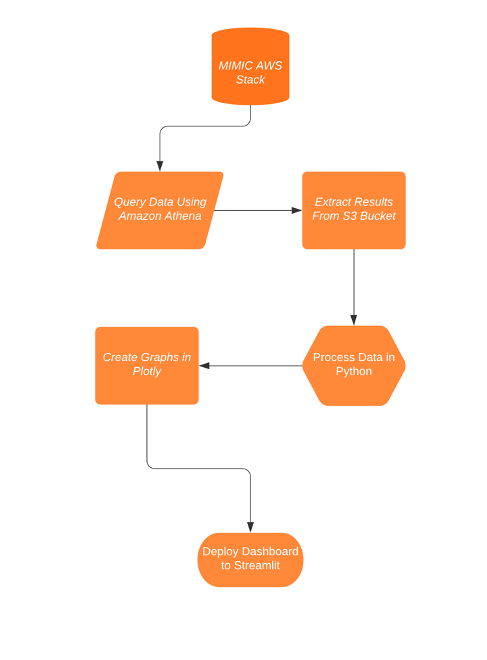 MIMIC AWS
Stack
Query Data Using
Amazon Athena
Extract Results
From S3 Bucket
Process Data in
Python
Create Graphs in
Plotly
Deploy Dashboard
to Streamlit